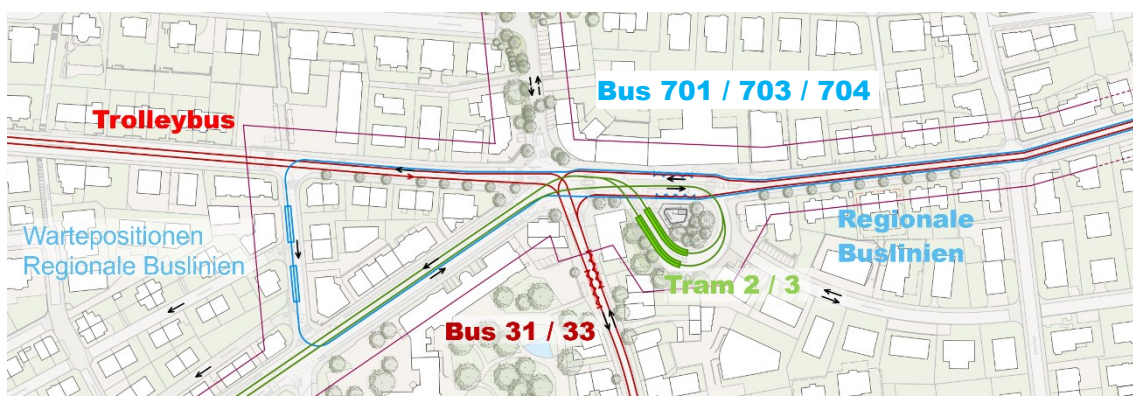 Bus 701 / 703 / 704
Trolleybus
Wartepositionen
Regionale Buslinien
Regionale
Buslinien
Tram 2 / 3
Bus 31 / 33